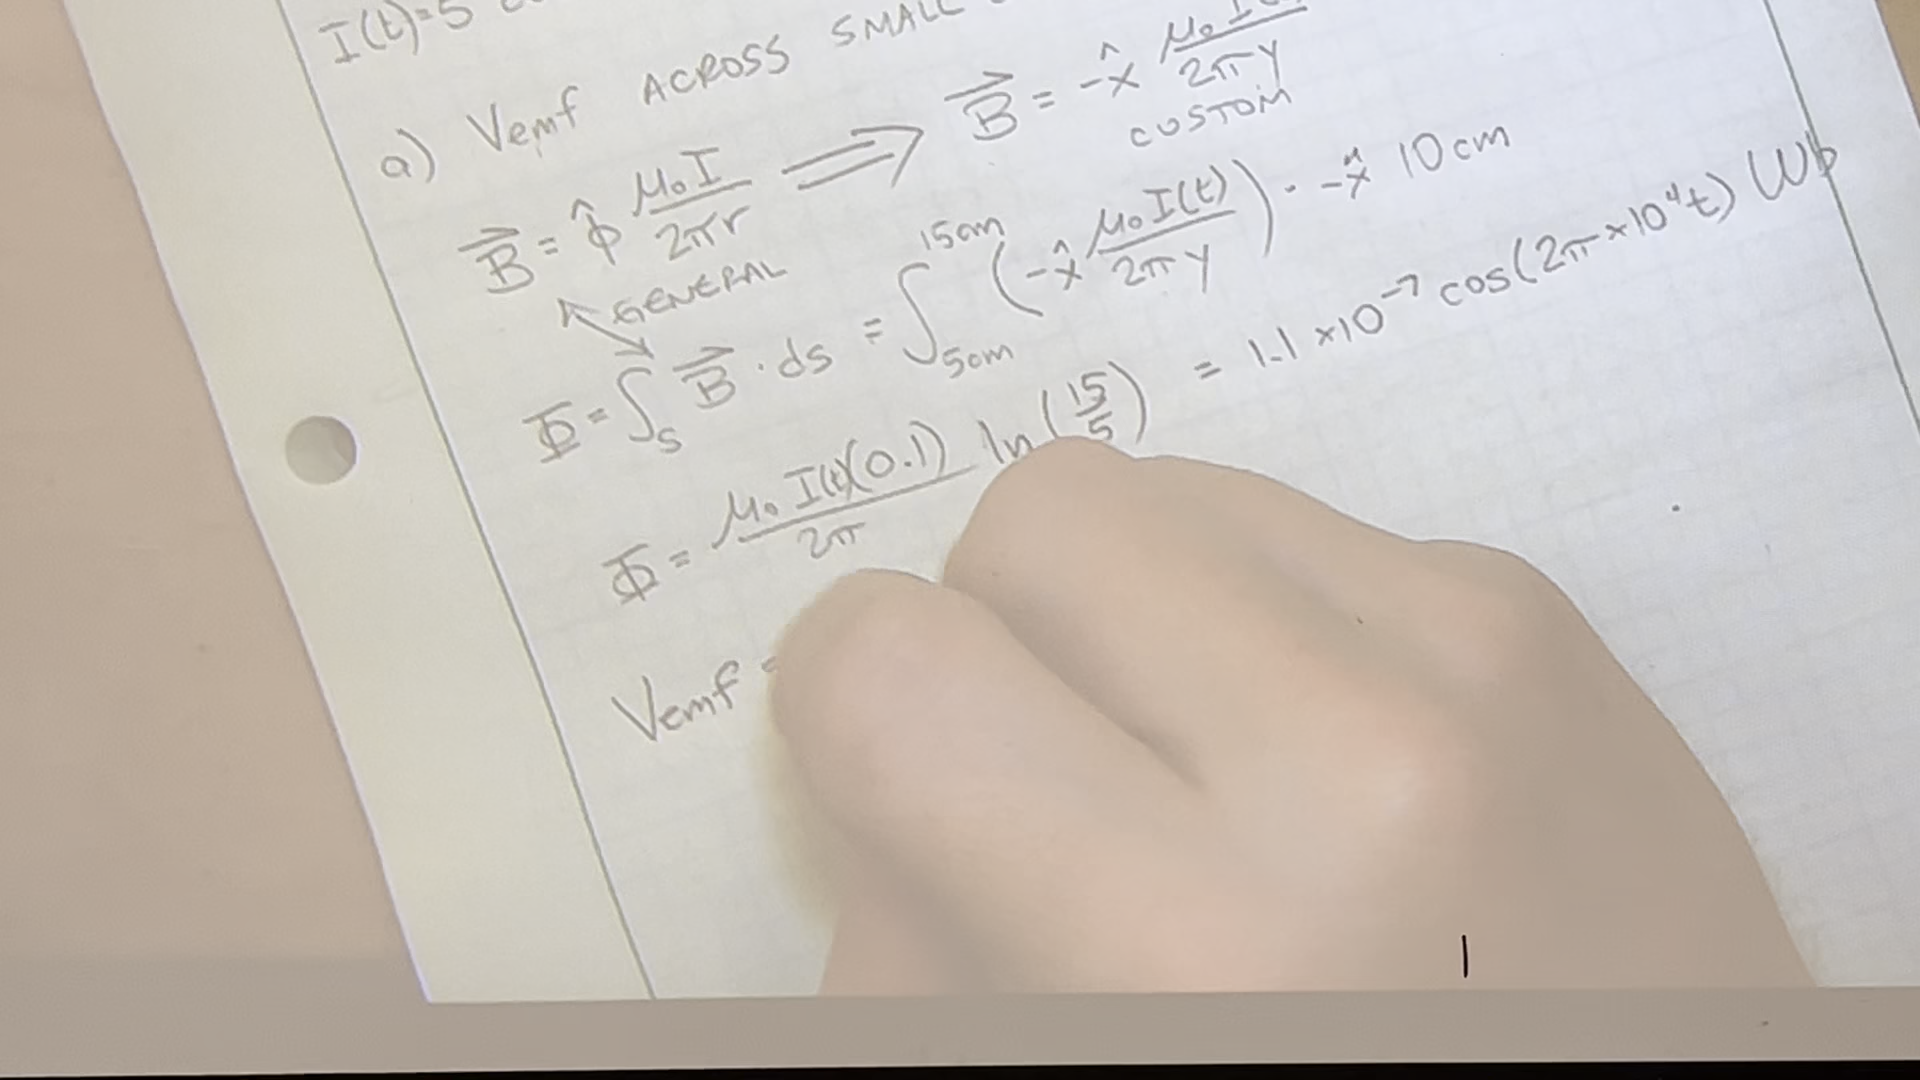 I(t)=5
a) Vemf ACROSS SMALL
B = φ̂ μ₀I/2πr ⟹ B = -x̂ μ₀I/2πy
GENERAL CUSTOM
Φ = ∫s B · ds = ∫5cm 15cm (-x̂ μ₀I(t)/2πy) · -x̂ 10cm
Φ = μ₀I(t)(0.1)/2π ln(15/5) = 1.1 ×10⁻⁷ cos(2π×10⁴t) (Wb
Vemf =